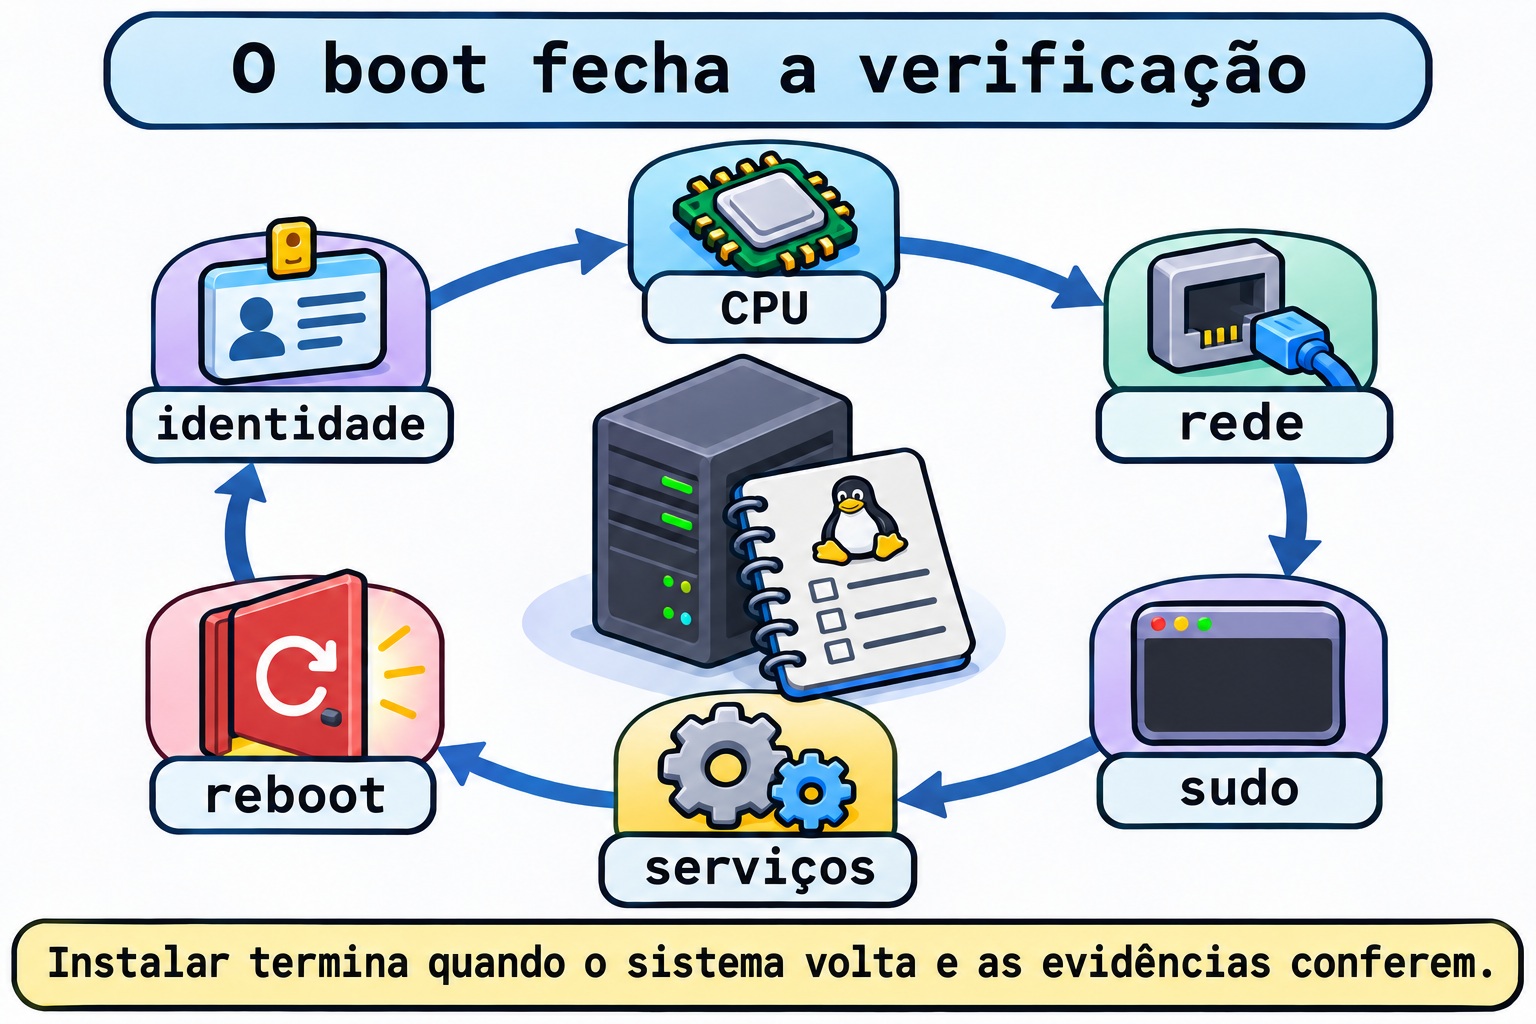 O boot fecha a verificação
CPU
identidade
rede
reboot
sudo
serviços
Instalar termina quando o sistema volta e as evidências conferem.